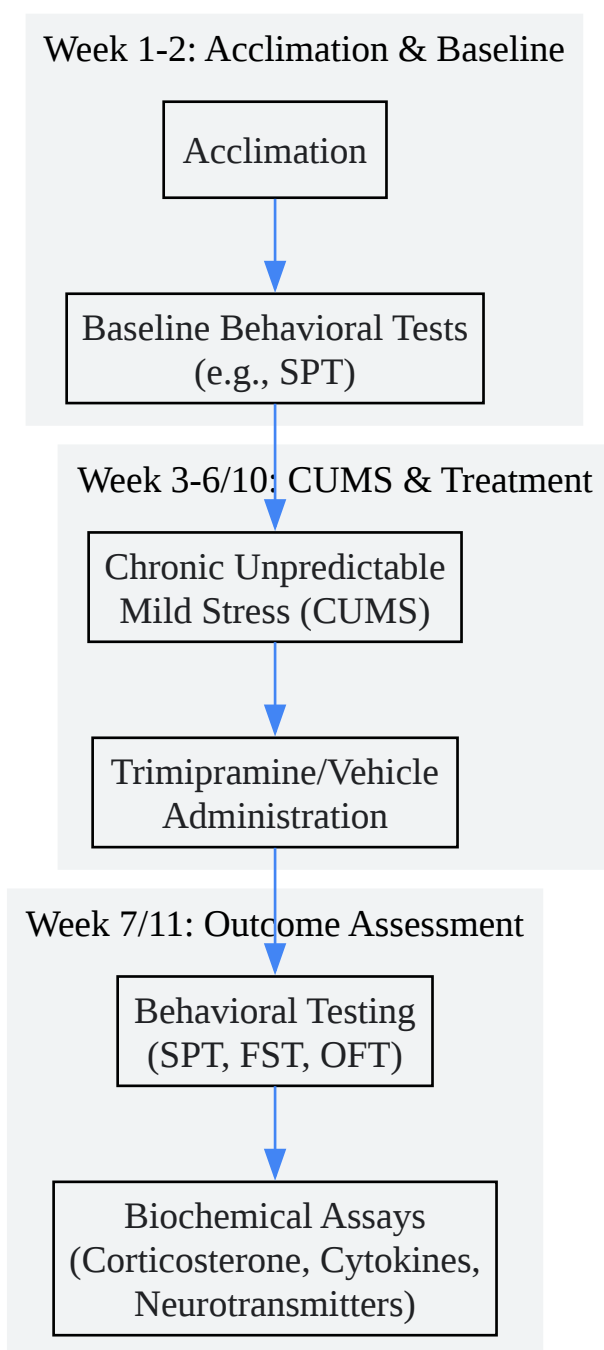 Week 1-2: Acclimation & Baseline
Acclimation
Baseline Behavioral Tests
(e.g., SPT)
Week 3-6/10: CUMS & Treatment
Chronic Unpredictable
Mild Stress (CUMS)
Trimipramine/Vehicle
Administration
Week 7/11: Outcome Assessment
Behavioral Testing
(SPT, FST, OFT)
Biochemical Assays
(Corticosterone, Cytokines,
Neurotransmitters)